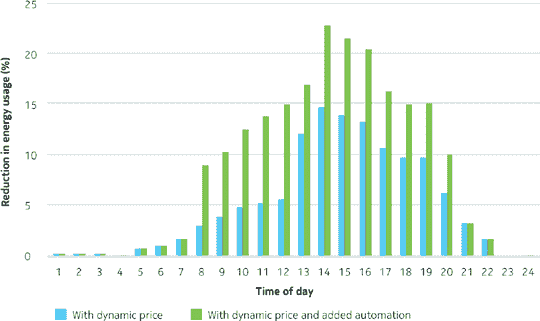 25
20
15
10
5
0
Reduction in energy usage (%)
1 2 3 4 5 6 7 8 9 10 11 12 13 14 15 16 17 18 19 20 21 22 23 24
Time of day
With dynamic price With dynamic price and added automation